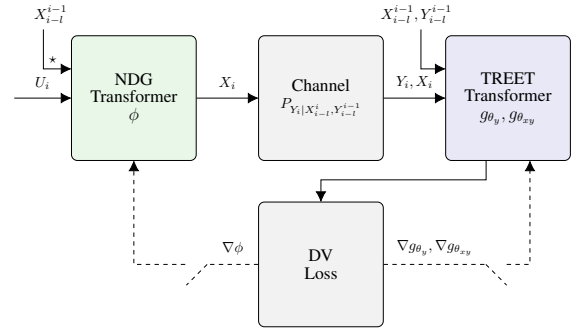 X_{i-l}^{i-1}
X_{i-l}^{i-1}, Y_{i-l}^{i-1}
⋆
U_i
NDG
Transformer
ϕ
X_i
Channel
P_{Y_i|X_{i-l}^{i}, Y_{i-l}^{i-1}}
Y_i, X_i
TREET
Transformer
g_{θ_y}, g_{θ_{xy}}
∇ϕ
DV
Loss
∇g_{θ_y}, ∇g_{θ_{xy}}